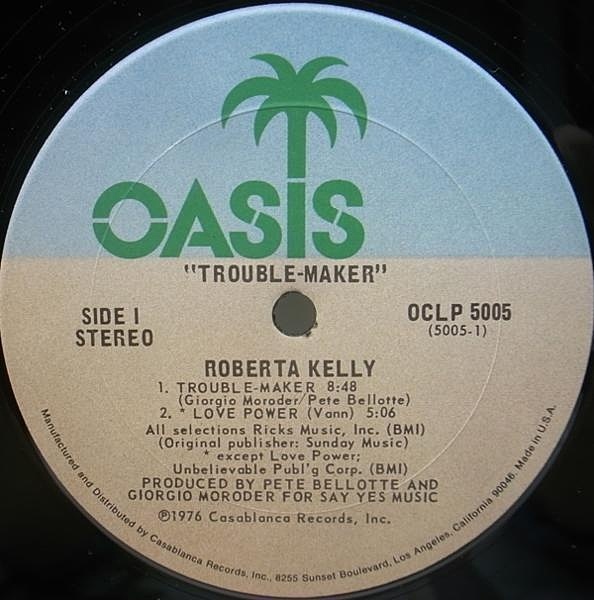 OASIS
"TROUBLE-MAKER"
SIDE I
STEREO
OCLP 5005
(5005-1)
ROBERTA KELLY
1. TROUBLE-MAKER 8:48
(Giorgio Moroder/Pete Bellotte)
2. * LOVE POWER (Vann) 5:06
All selections Ricks Music, Inc. (BMI)
(Original publisher: Sunday Music)
* except Love Power;
Unbelievable Publ'g Corp. (BMI)
PRODUCED BY PETE BELLOTTE AND
GIORGIO MORODER FOR SAY YES MUSIC
℗1976 Casablanca Records, Inc.
Manufactured and Distributed by Casablanca Records, Inc., 8255 Sunset Boulevard, Los Angeles, California 90046. Made in U.S.A.